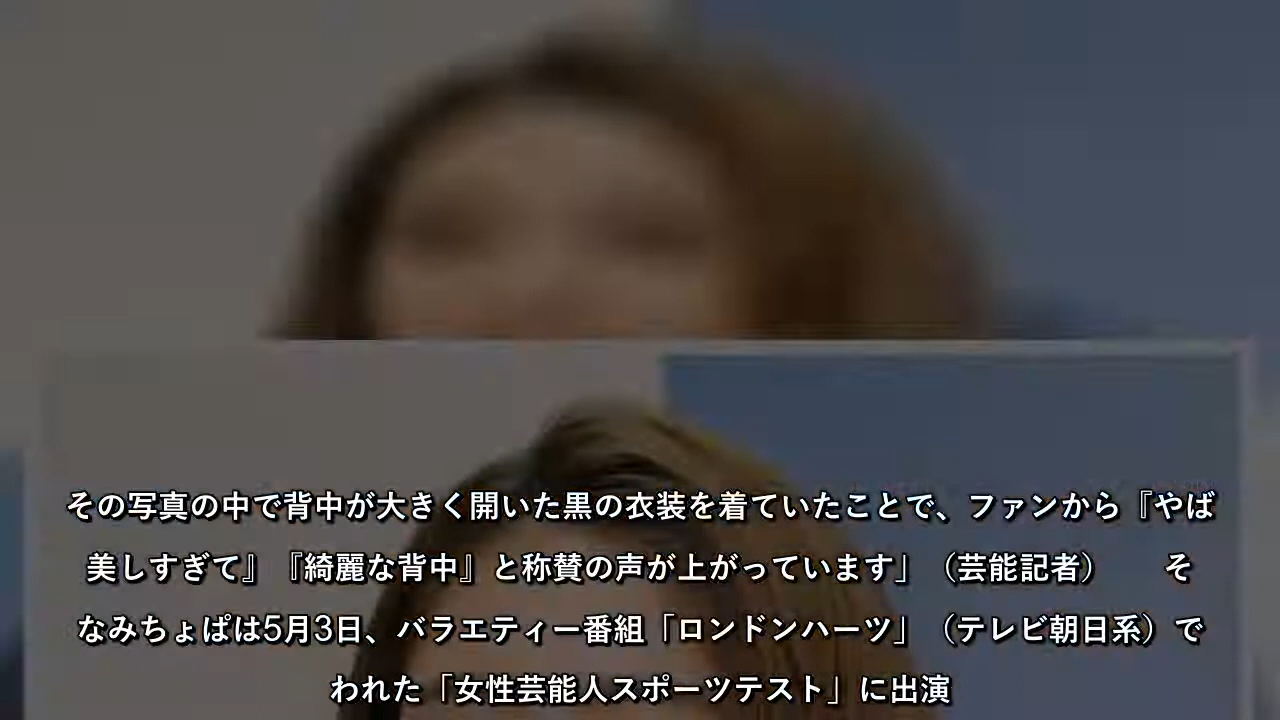 その写真の中で背中が大きく開いた黒の衣装を着ていたことで、ファンから『やば
美しすぎて』『綺麗な背中』と称賛の声が上がっています」（芸能記者）　　そ
なみちょぱは5月3日、バラエティー番組「ロンドンハーツ」（テレビ朝日系）で
われた「女性芸能人スポーツテスト」に出演